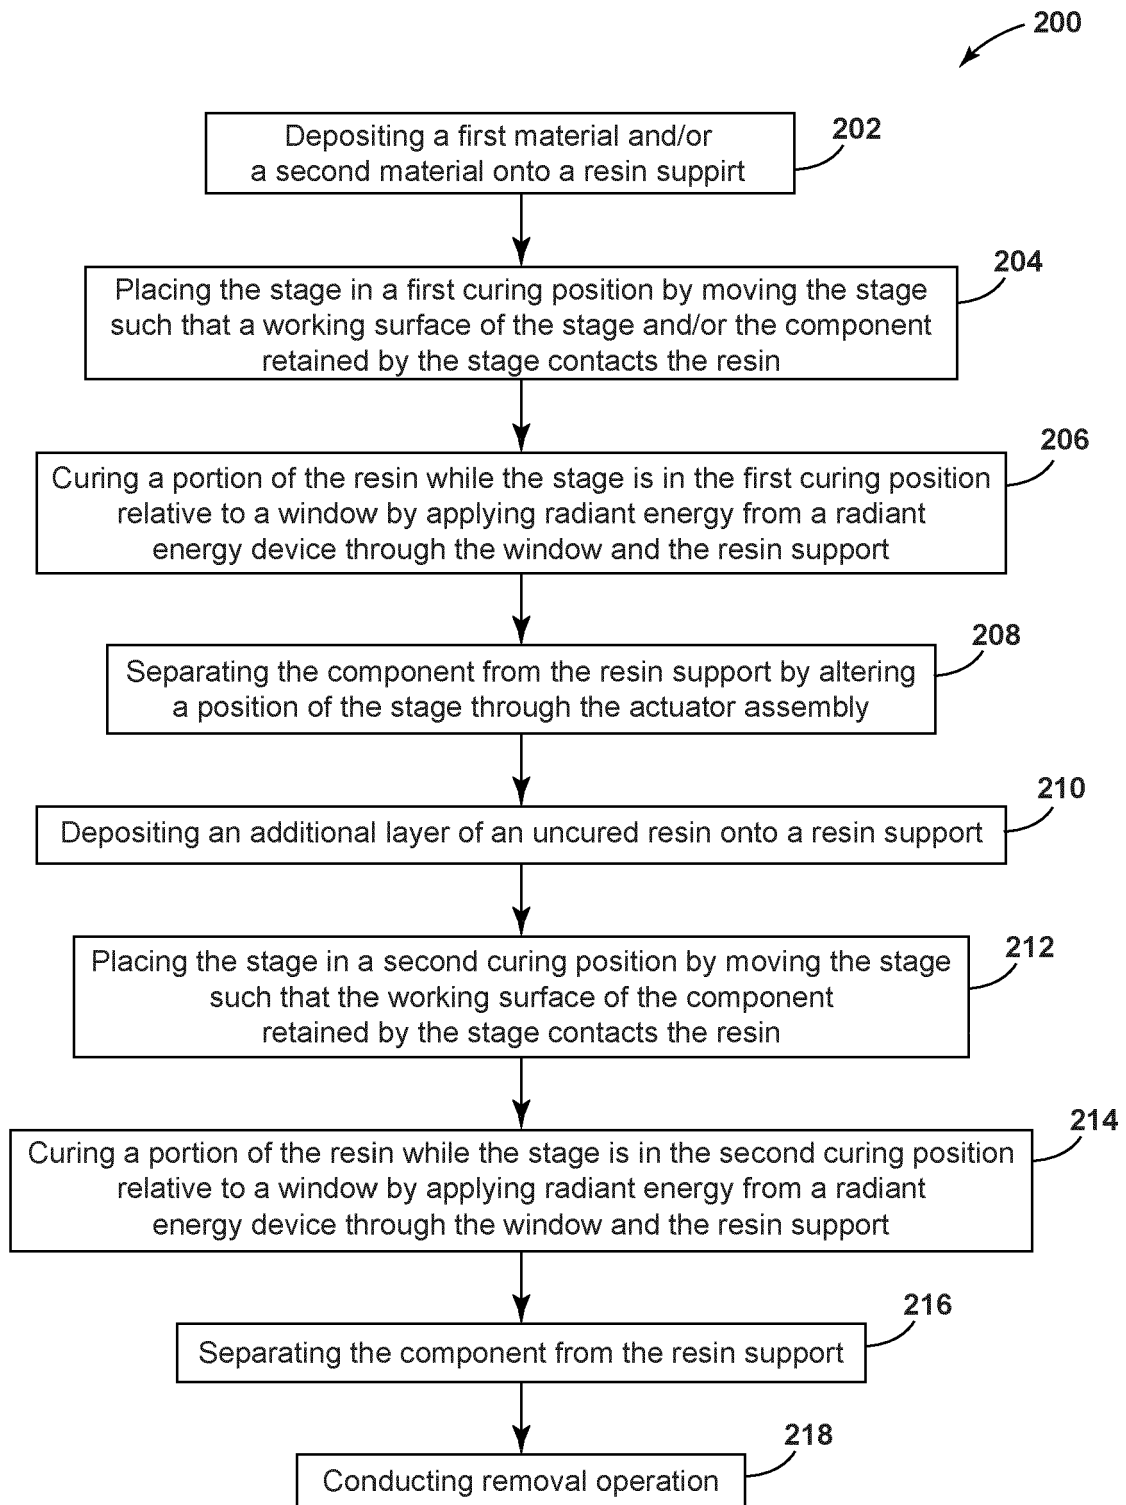 200
202
Depositing a first material and/or
a second material onto a resin suppirt
204
Placing the stage in a first curing position by moving the stage
such that a working surface of the stage and/or the component
retained by the stage contacts the resin
206
Curing a portion of the resin while the stage is in the first curing position
relative to a window by applying radiant energy from a radiant
energy device through the window and the resin support
208
Separating the component from the resin support by altering
a position of the stage through the actuator assembly
210
Depositing an additional layer of an uncured resin onto a resin support
212
Placing the stage in a second curing position by moving the stage
such that the working surface of the component
retained by the stage contacts the resin
214
Curing a portion of the resin while the stage is in the second curing position
relative to a window by applying radiant energy from a radiant
energy device through the window and the resin support
216
Separating the component from the resin support
218
Conducting removal operation